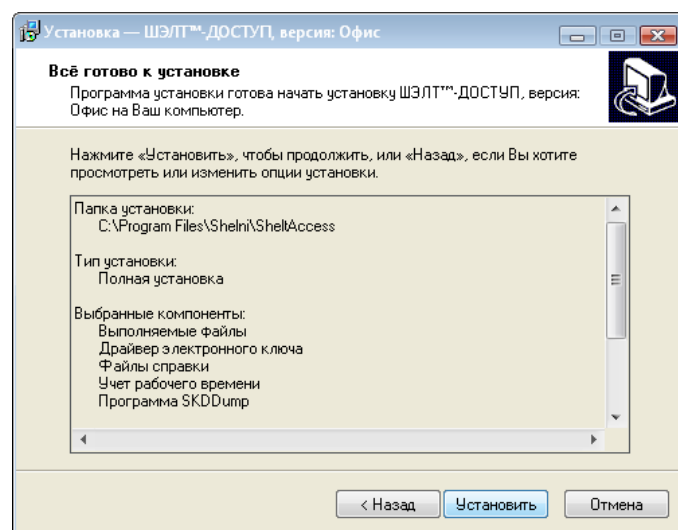 Установка — ШЭЛТ™-ДОСТУП, версия: Офис
Всё готово к установке
Программа установки готова начать установку ШЭЛТ™-ДОСТУП, версия:
Офис на Ваш компьютер.
Нажмите «Установить», чтобы продолжить, или «Назад», если Вы хотите
просмотреть или изменить опции установки.
Папка установки:
C:\Program Files\Shelni\SheltAccess
Тип установки:
Полная установка
Выбранные компоненты:
Выполняемые файлы
Драйвер электронного ключа
Файлы справки
Учет рабочего времени
Программа SKDDump
< Назад
Установить
Отмена